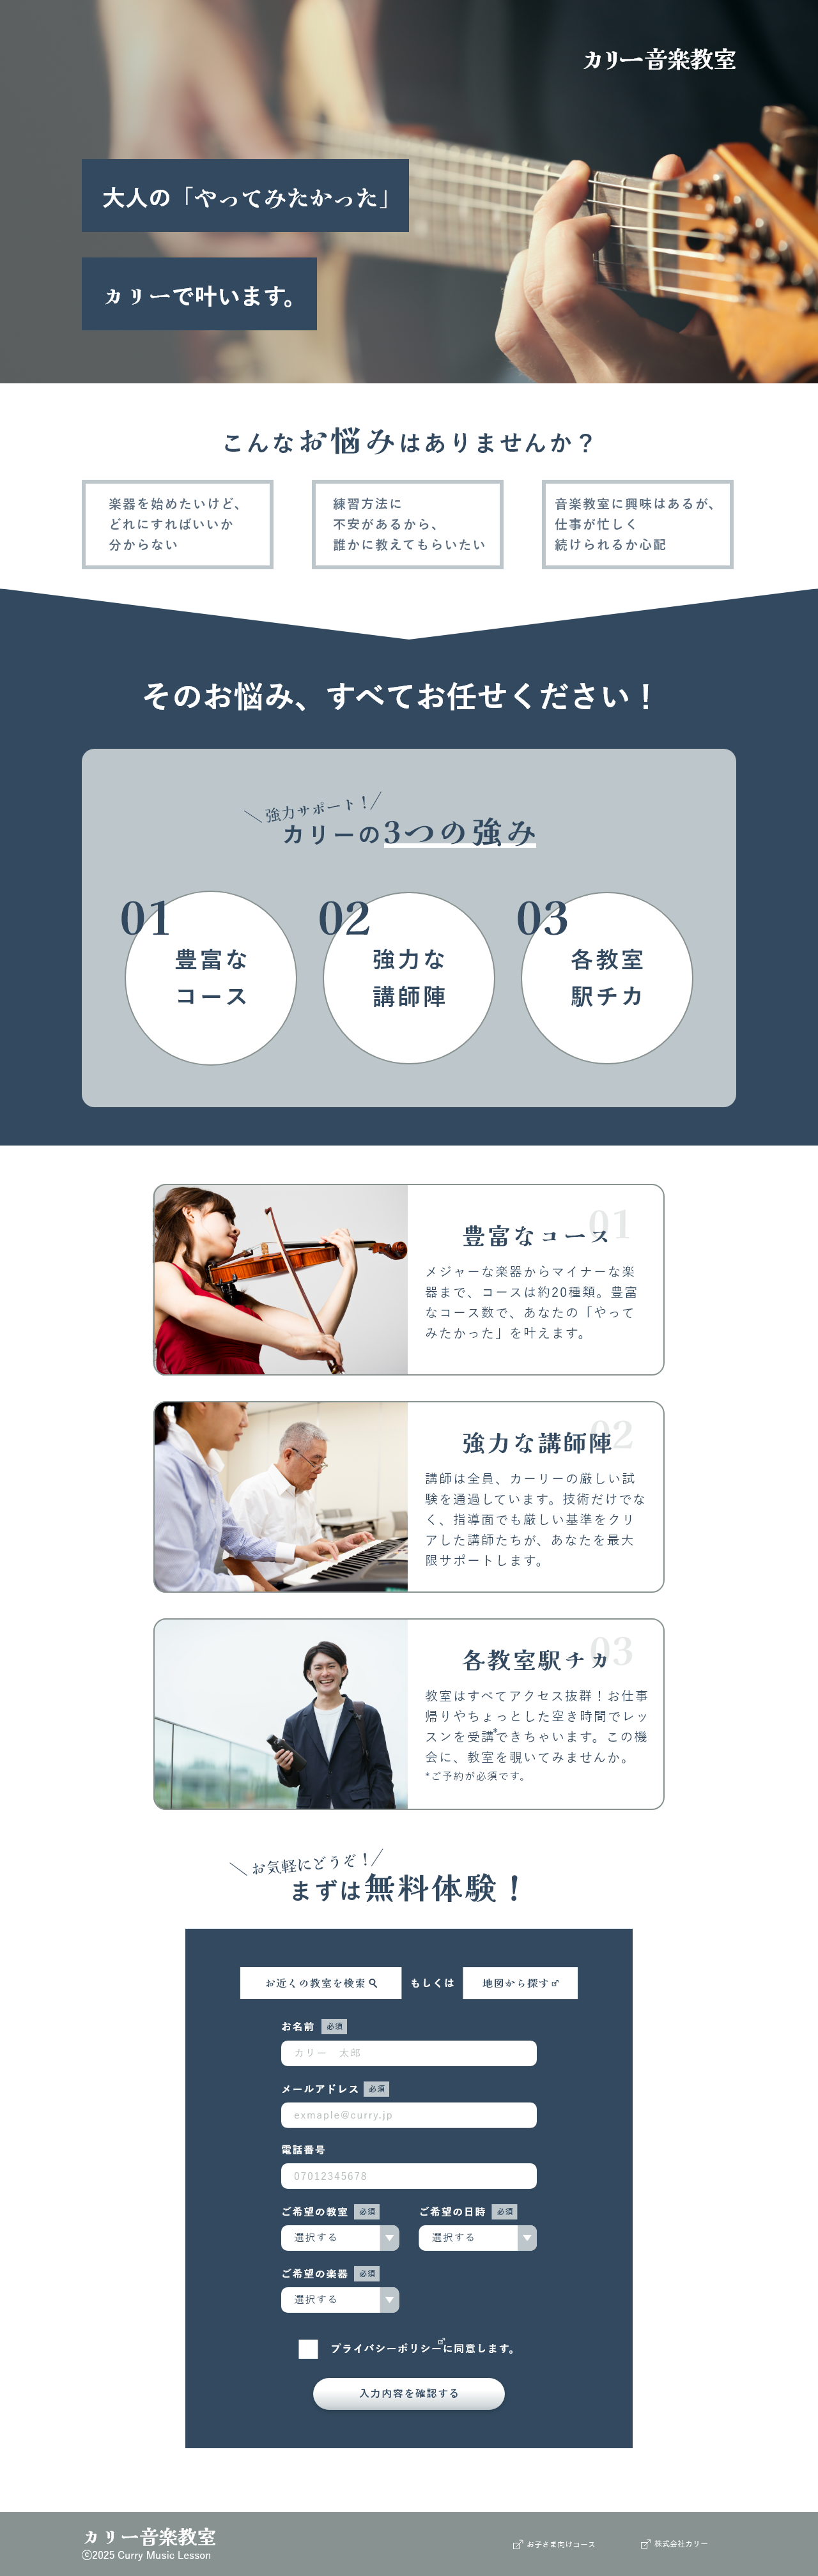 カリー音楽教室
大人の「やってみたかった」
カリーで叶います。
こんなお悩みはありませんか？
楽器を始めたいけど、
どれにすればいいか
分からない
練習方法に
不安があるから、
誰かに教えてもらいたい
音楽教室に興味はあるが、
仕事が忙しく
続けられるか心配
そのお悩み、すべてお任せください！
強力サポート！
カリーの3つの強み
01
豊富な
コース
02
強力な
講師陣
03
各教室
駅チカ
01
豊富なコース
メジャーな楽器からマイナーな楽
器まで、コースは約20種類。豊富
なコース数で、あなたの「やって
みたかった」を叶えます。
02
強力な講師陣
講師は全員、カーリーの厳しい試
験を通過しています。技術だけでな
く、指導面でも厳しい基準をクリ
アした講師たちが、あなたを最大
限サポートします。
03
各教室駅チカ
教室はすべてアクセス抜群！お仕事
帰りやちょっとした空き時間でレッ
スンを受講*できちゃいます。この機
会に、教室を覗いてみませんか。
*ご予約が必須です。
お気軽にどうぞ！
まずは無料体験！
お近くの教室を検索 もしくは 地図から探す
お名前 必須
カリー　太郎
メールアドレス 必須
exmaple@curry.jp
電話番号
07012345678
ご希望の教室 必須 ご希望の日時 必須
選択する 選択する
ご希望の楽器 必須
選択する
プライバシーポリシーに同意します。
入力内容を確認する
カリー音楽教室
ⓒ2025 Curry Music Lesson
お子さま向けコース 株式会社カリー